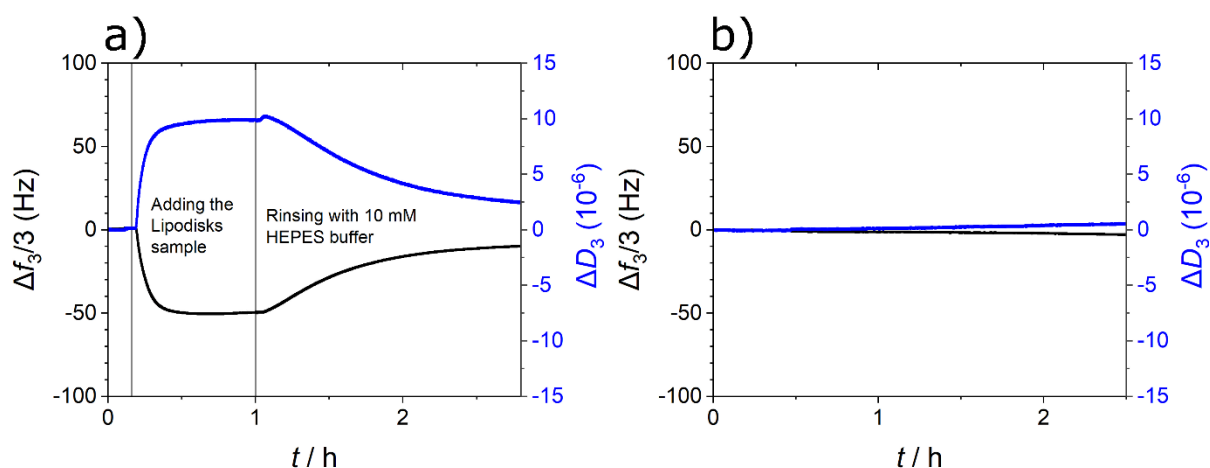 a)
100
50
0
-50
-100
Δf3/3 (Hz)
15
10
5
0
-5
-10
-15
ΔD3 (10-6)
Adding the
Lipodisks
sample
Rinsing with 10 mM
HEPES buffer
0
1
2
t / h
b)
100
50
0
-50
-100
Δf3/3 (Hz)
15
10
5
0
-5
-10
-15
ΔD3 (10-6)
0
1
2
t / h